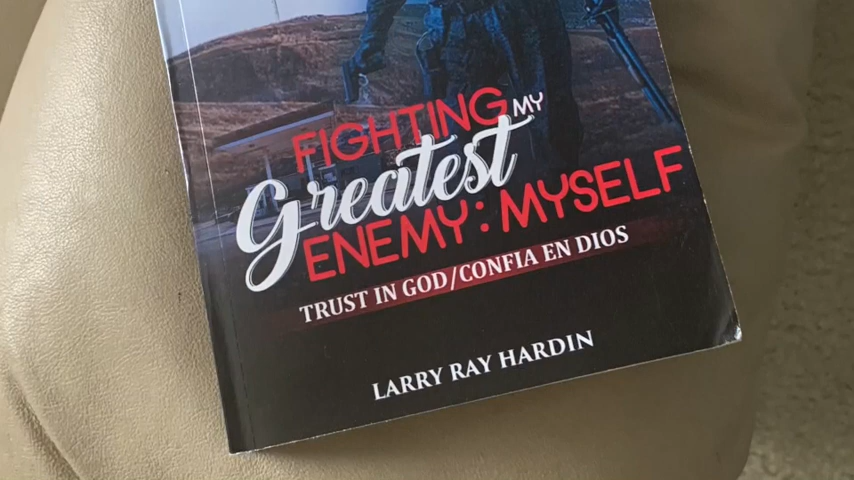 FIGHTING MY
Greatest
ENEMY: MYSELF
TRUST IN GOD/CONFIA EN DIOS
LARRY RAY HARDIN